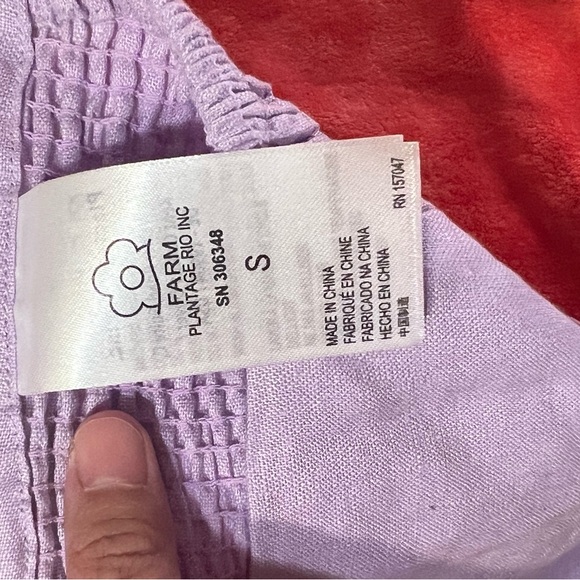 FARM
PLANTAGE RIO INC
SN 306348
S
MADE IN CHINA
FABRIQUÉ EN CHINE
FABRICADO NA CHINA
HECHO EN CHINA
中国制造
RN 157047